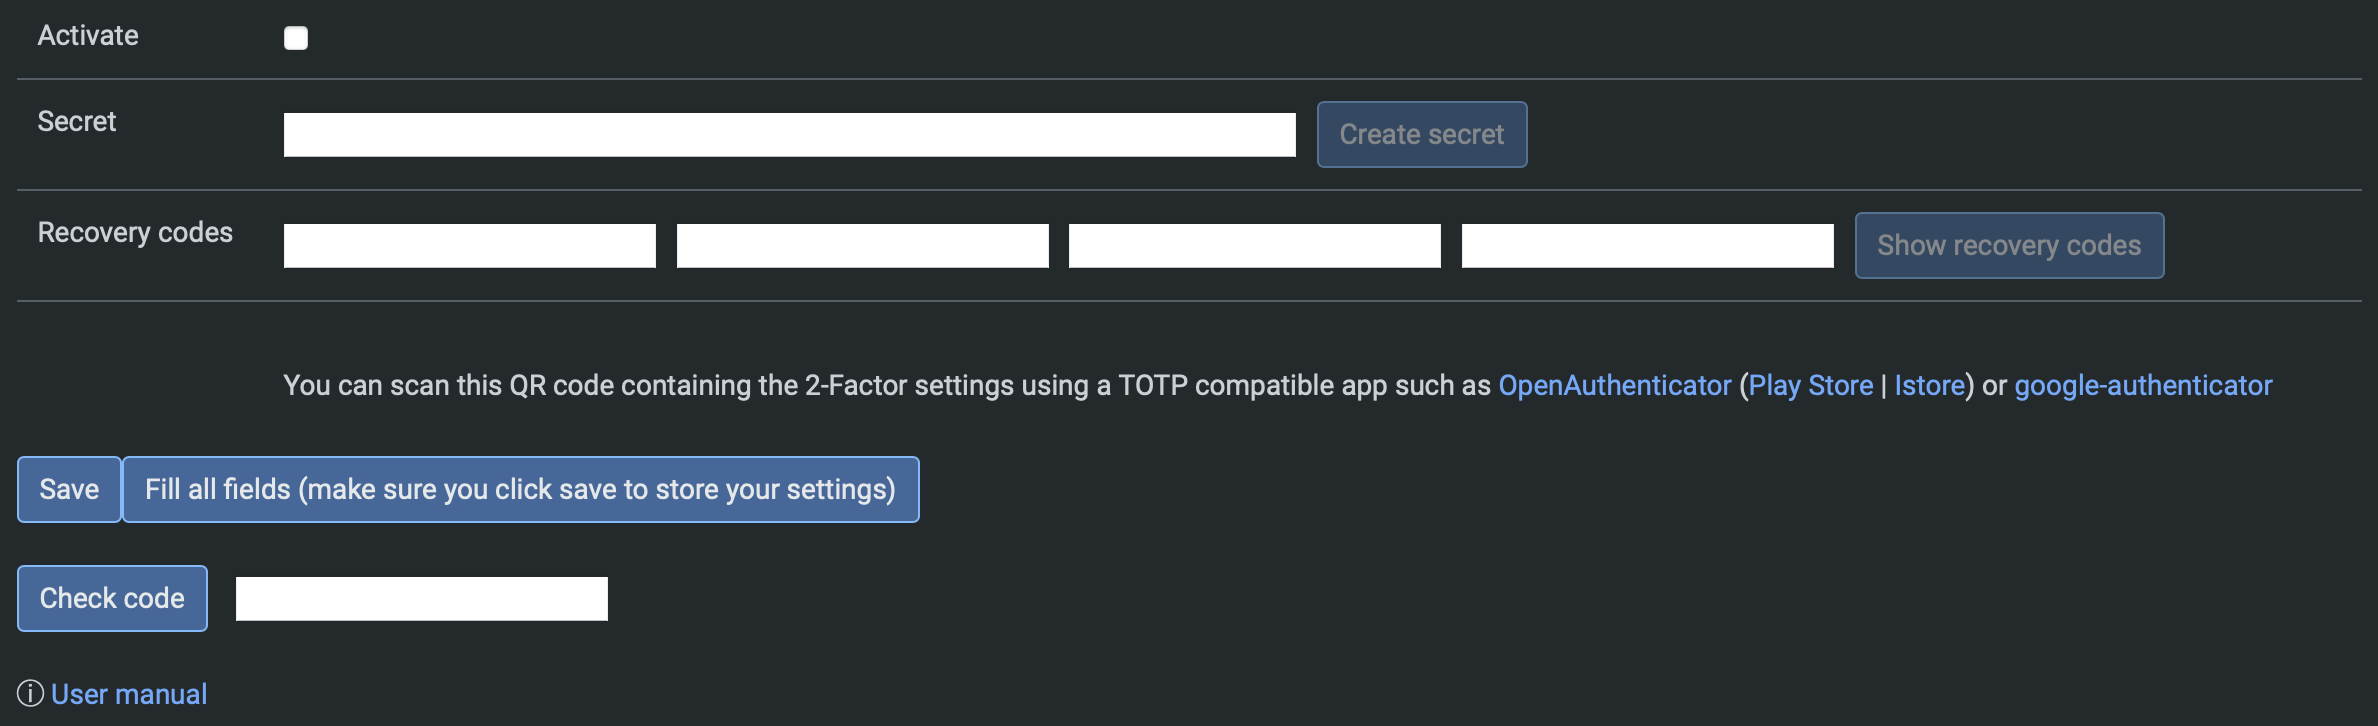 Activate
Secret Create secret
Recovery codes Show recovery codes
You can scan this QR code containing the 2-Factor settings using a TOTP compatible app such as OpenAuthenticator (Play Store | Istore) or google-authenticator
Save Fill all fields (make sure you click save to store your settings)
Check code
User manual